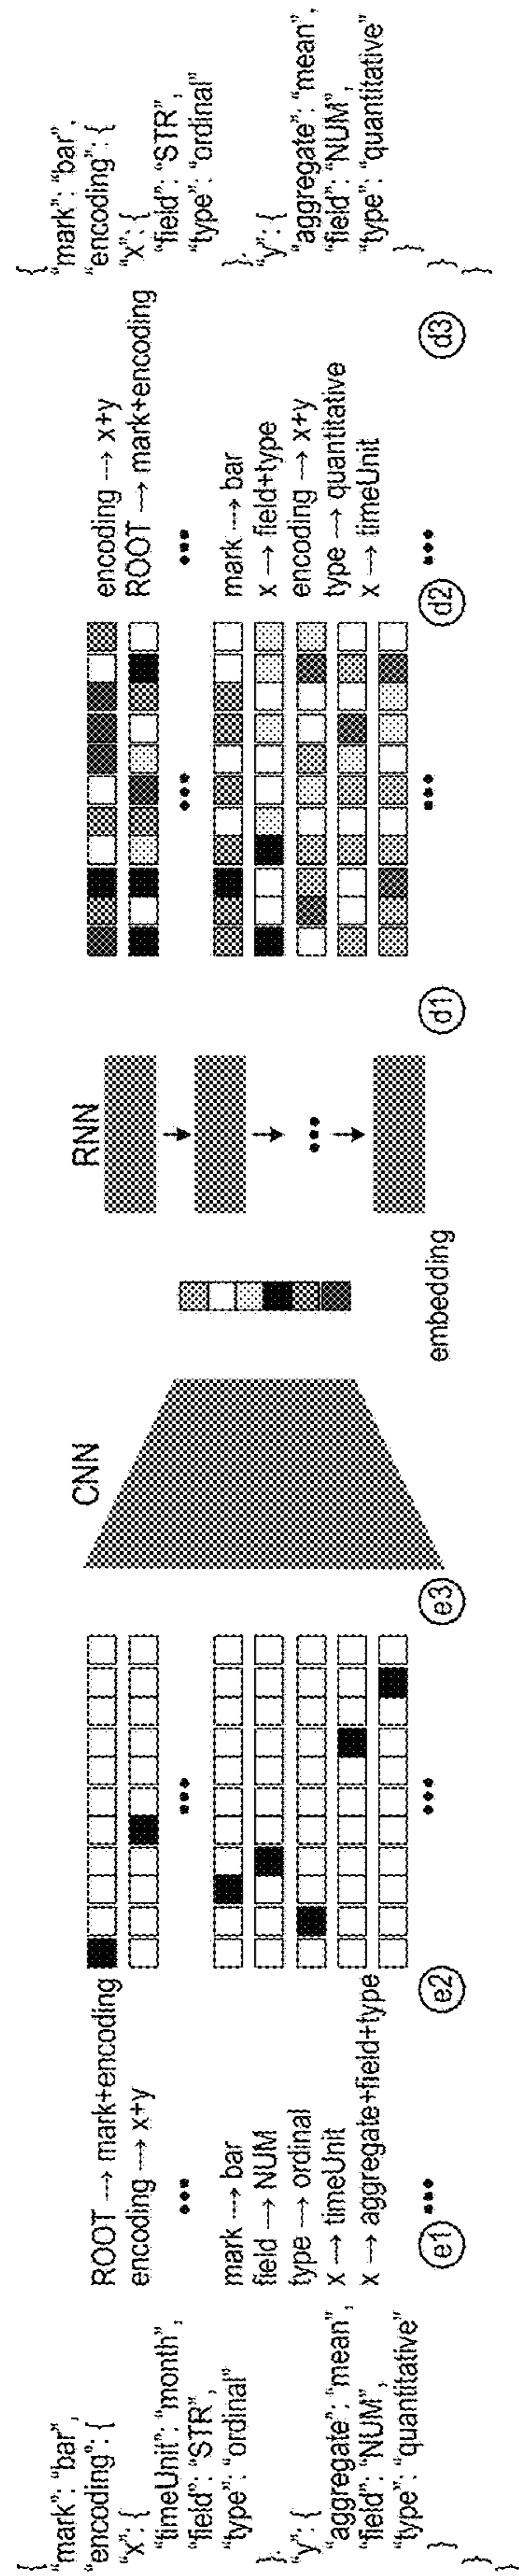 {
"mark": "bar",
"encoding": {
"x": {
"timeUnit": "month",
"field": "STR",
"type": "ordinal"
},
"y": {
"aggregate": "mean",
"field": "NUM",
"type": "quantitative"
}
}
}
ROOT → mark+encoding
encoding → x+y
•••
mark → bar
field → NUM
type → ordinal
x → timeUnit
x → aggregate+field+type
•••
e1
•••
•••
e2
CNN
e3
embedding
RNN
•••
d1
•••
•••
encoding → x+y
ROOT → mark+encoding
•••
mark → bar
x → field+type
encoding → x+y
type → quantitative
x → timeUnit
•••
d2
d3
{
"mark": "bar",
"encoding": {
"x": {
"field": "STR",
"type": "ordinal"
},
"y": {
"aggregate": "mean",
"field": "NUM",
"type": "quantitative"
}
}
}